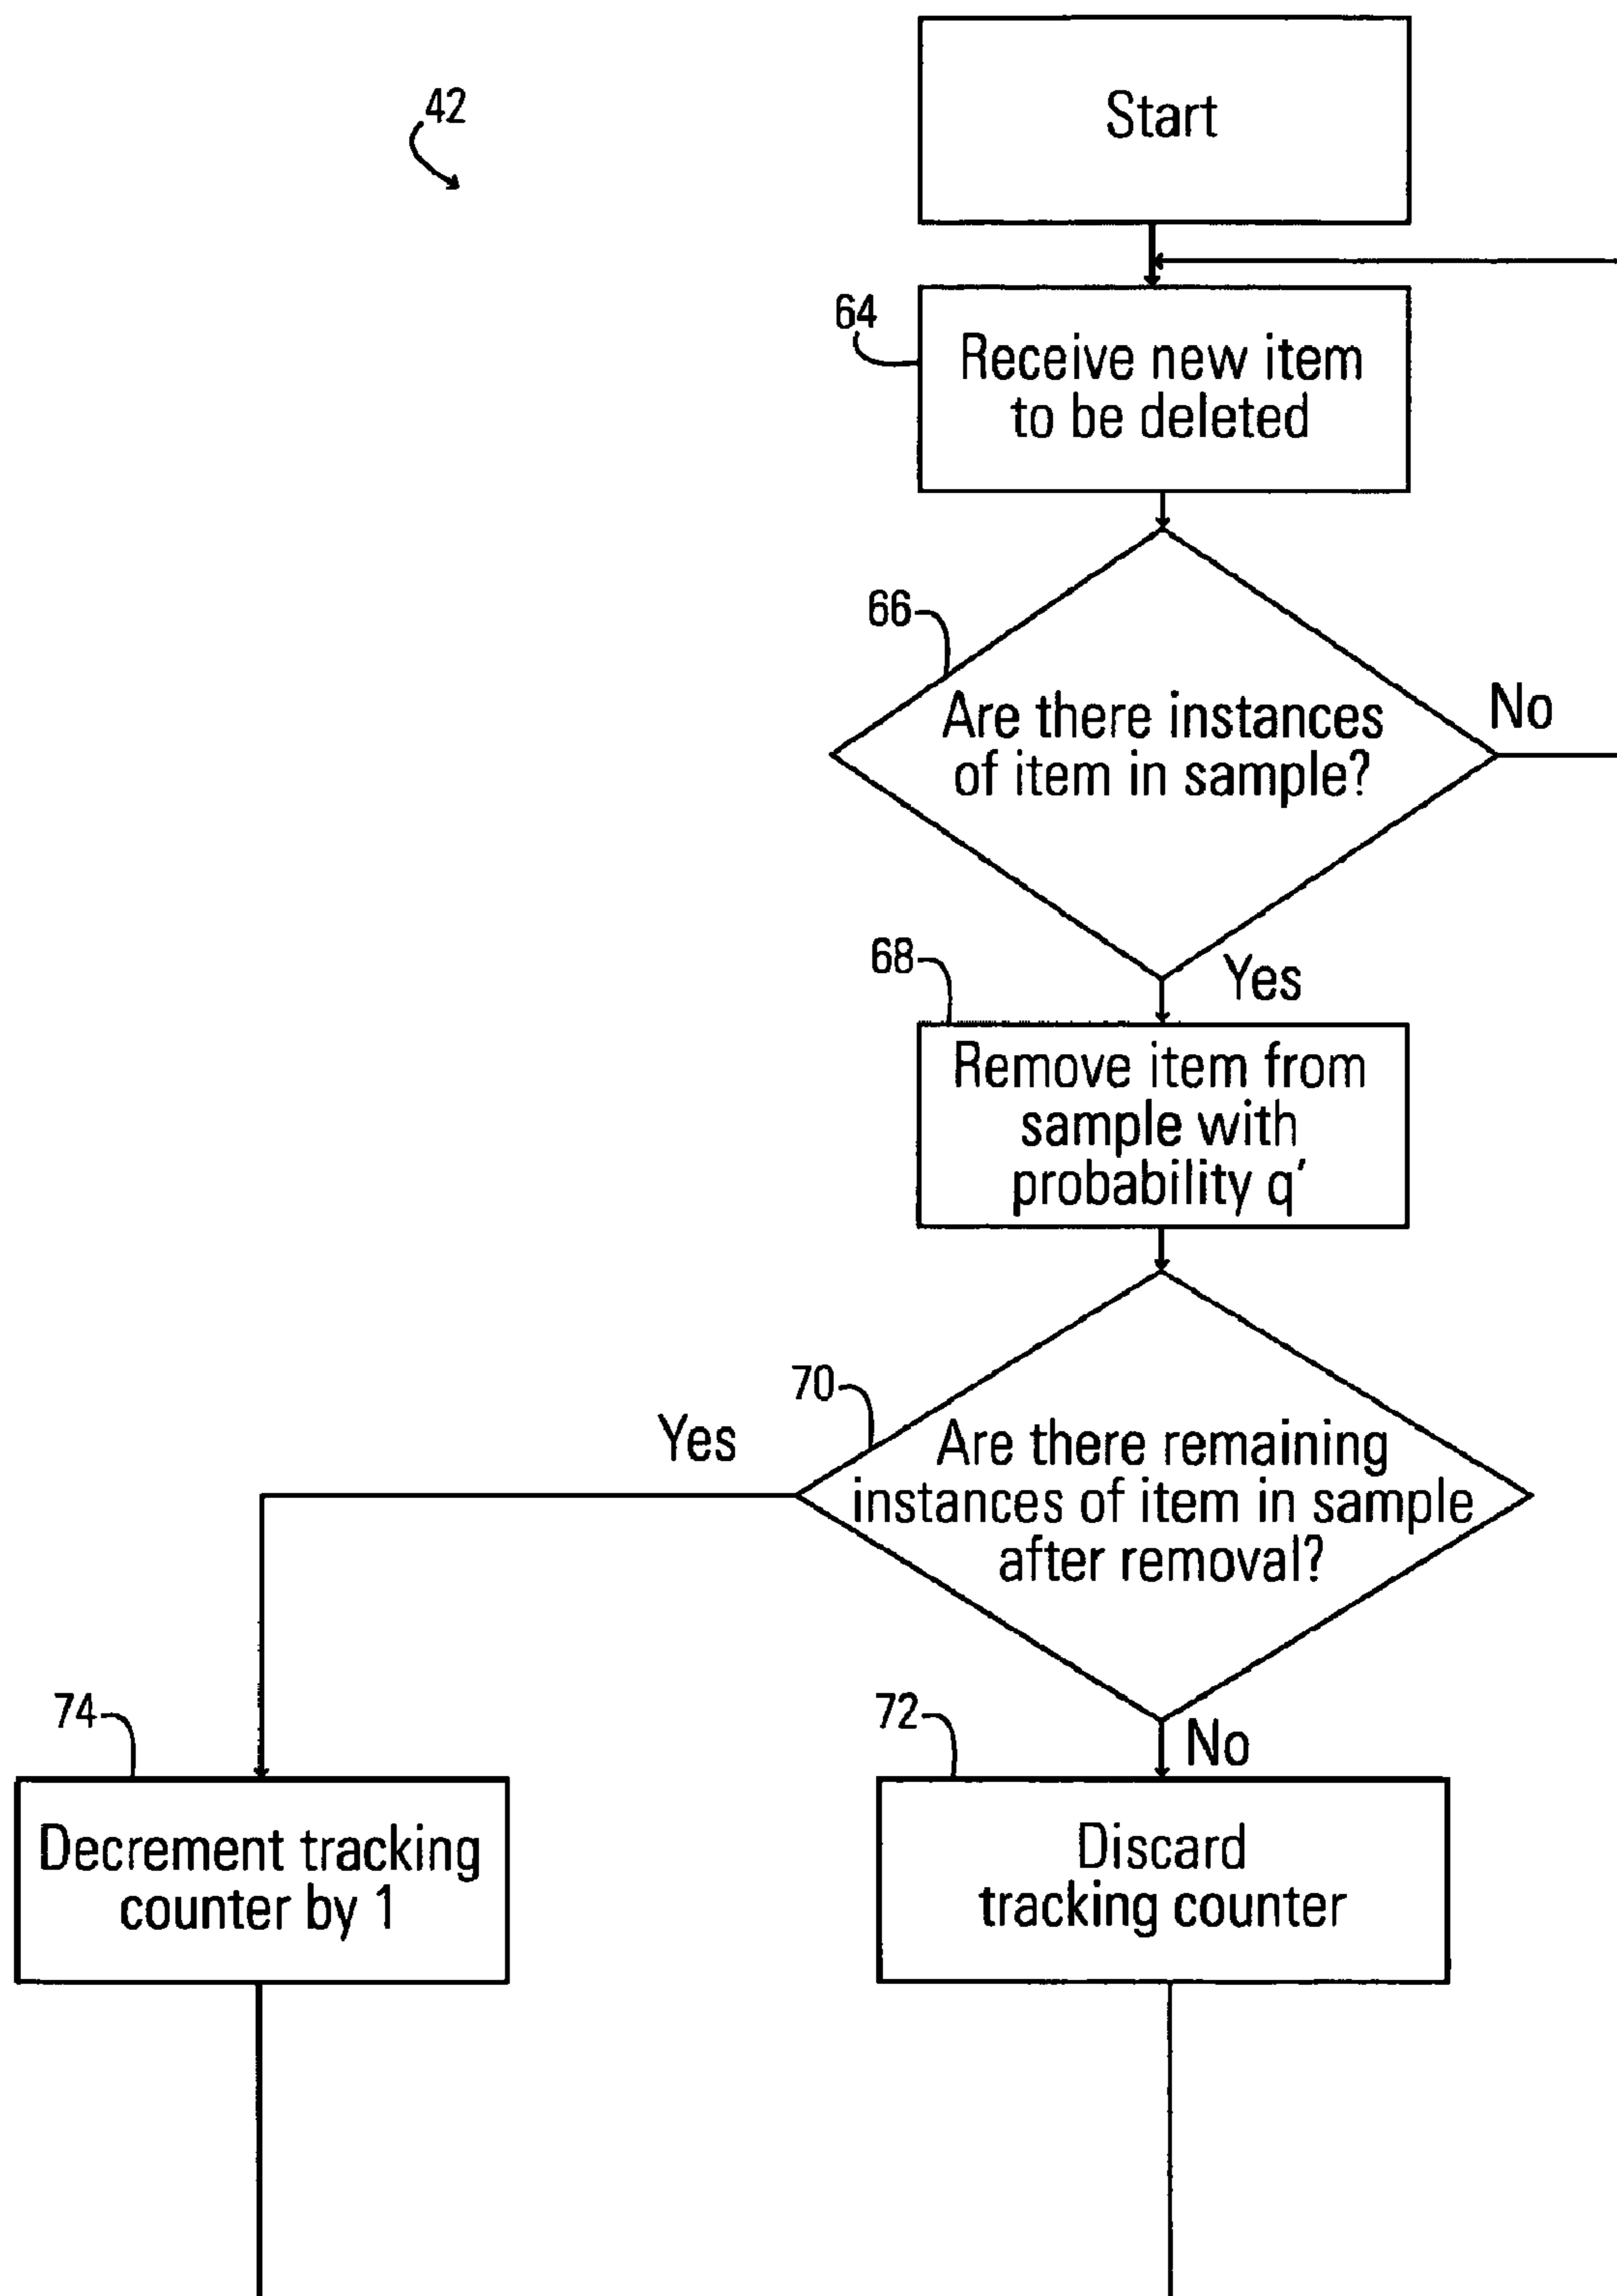 42
Start
64
Receive new item
to be deleted
66
Are there instances
of item in sample?
No
68
Yes
Remove item from
sample with
probability q′
70
Yes
Are there remaining
instances of item in sample
after removal?
74
72
No
Decrement tracking
counter by 1
Discard
tracking counter